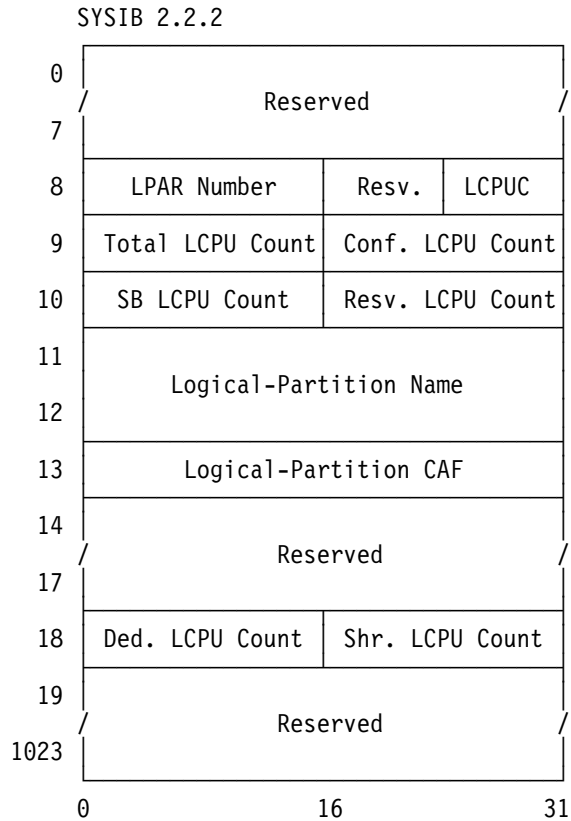 SYSIB 2.2.2
0
Reserved
7
8 LPAR Number Resv. LCPUC
9 Total LCPU Count Conf. LCPU Count
10 SB LCPU Count Resv. LCPU Count
11
Logical-Partition Name
12
13 Logical-Partition CAF
14
Reserved
17
18 Ded. LCPU Count Shr. LCPU Count
19
Reserved
1023
0 16 31